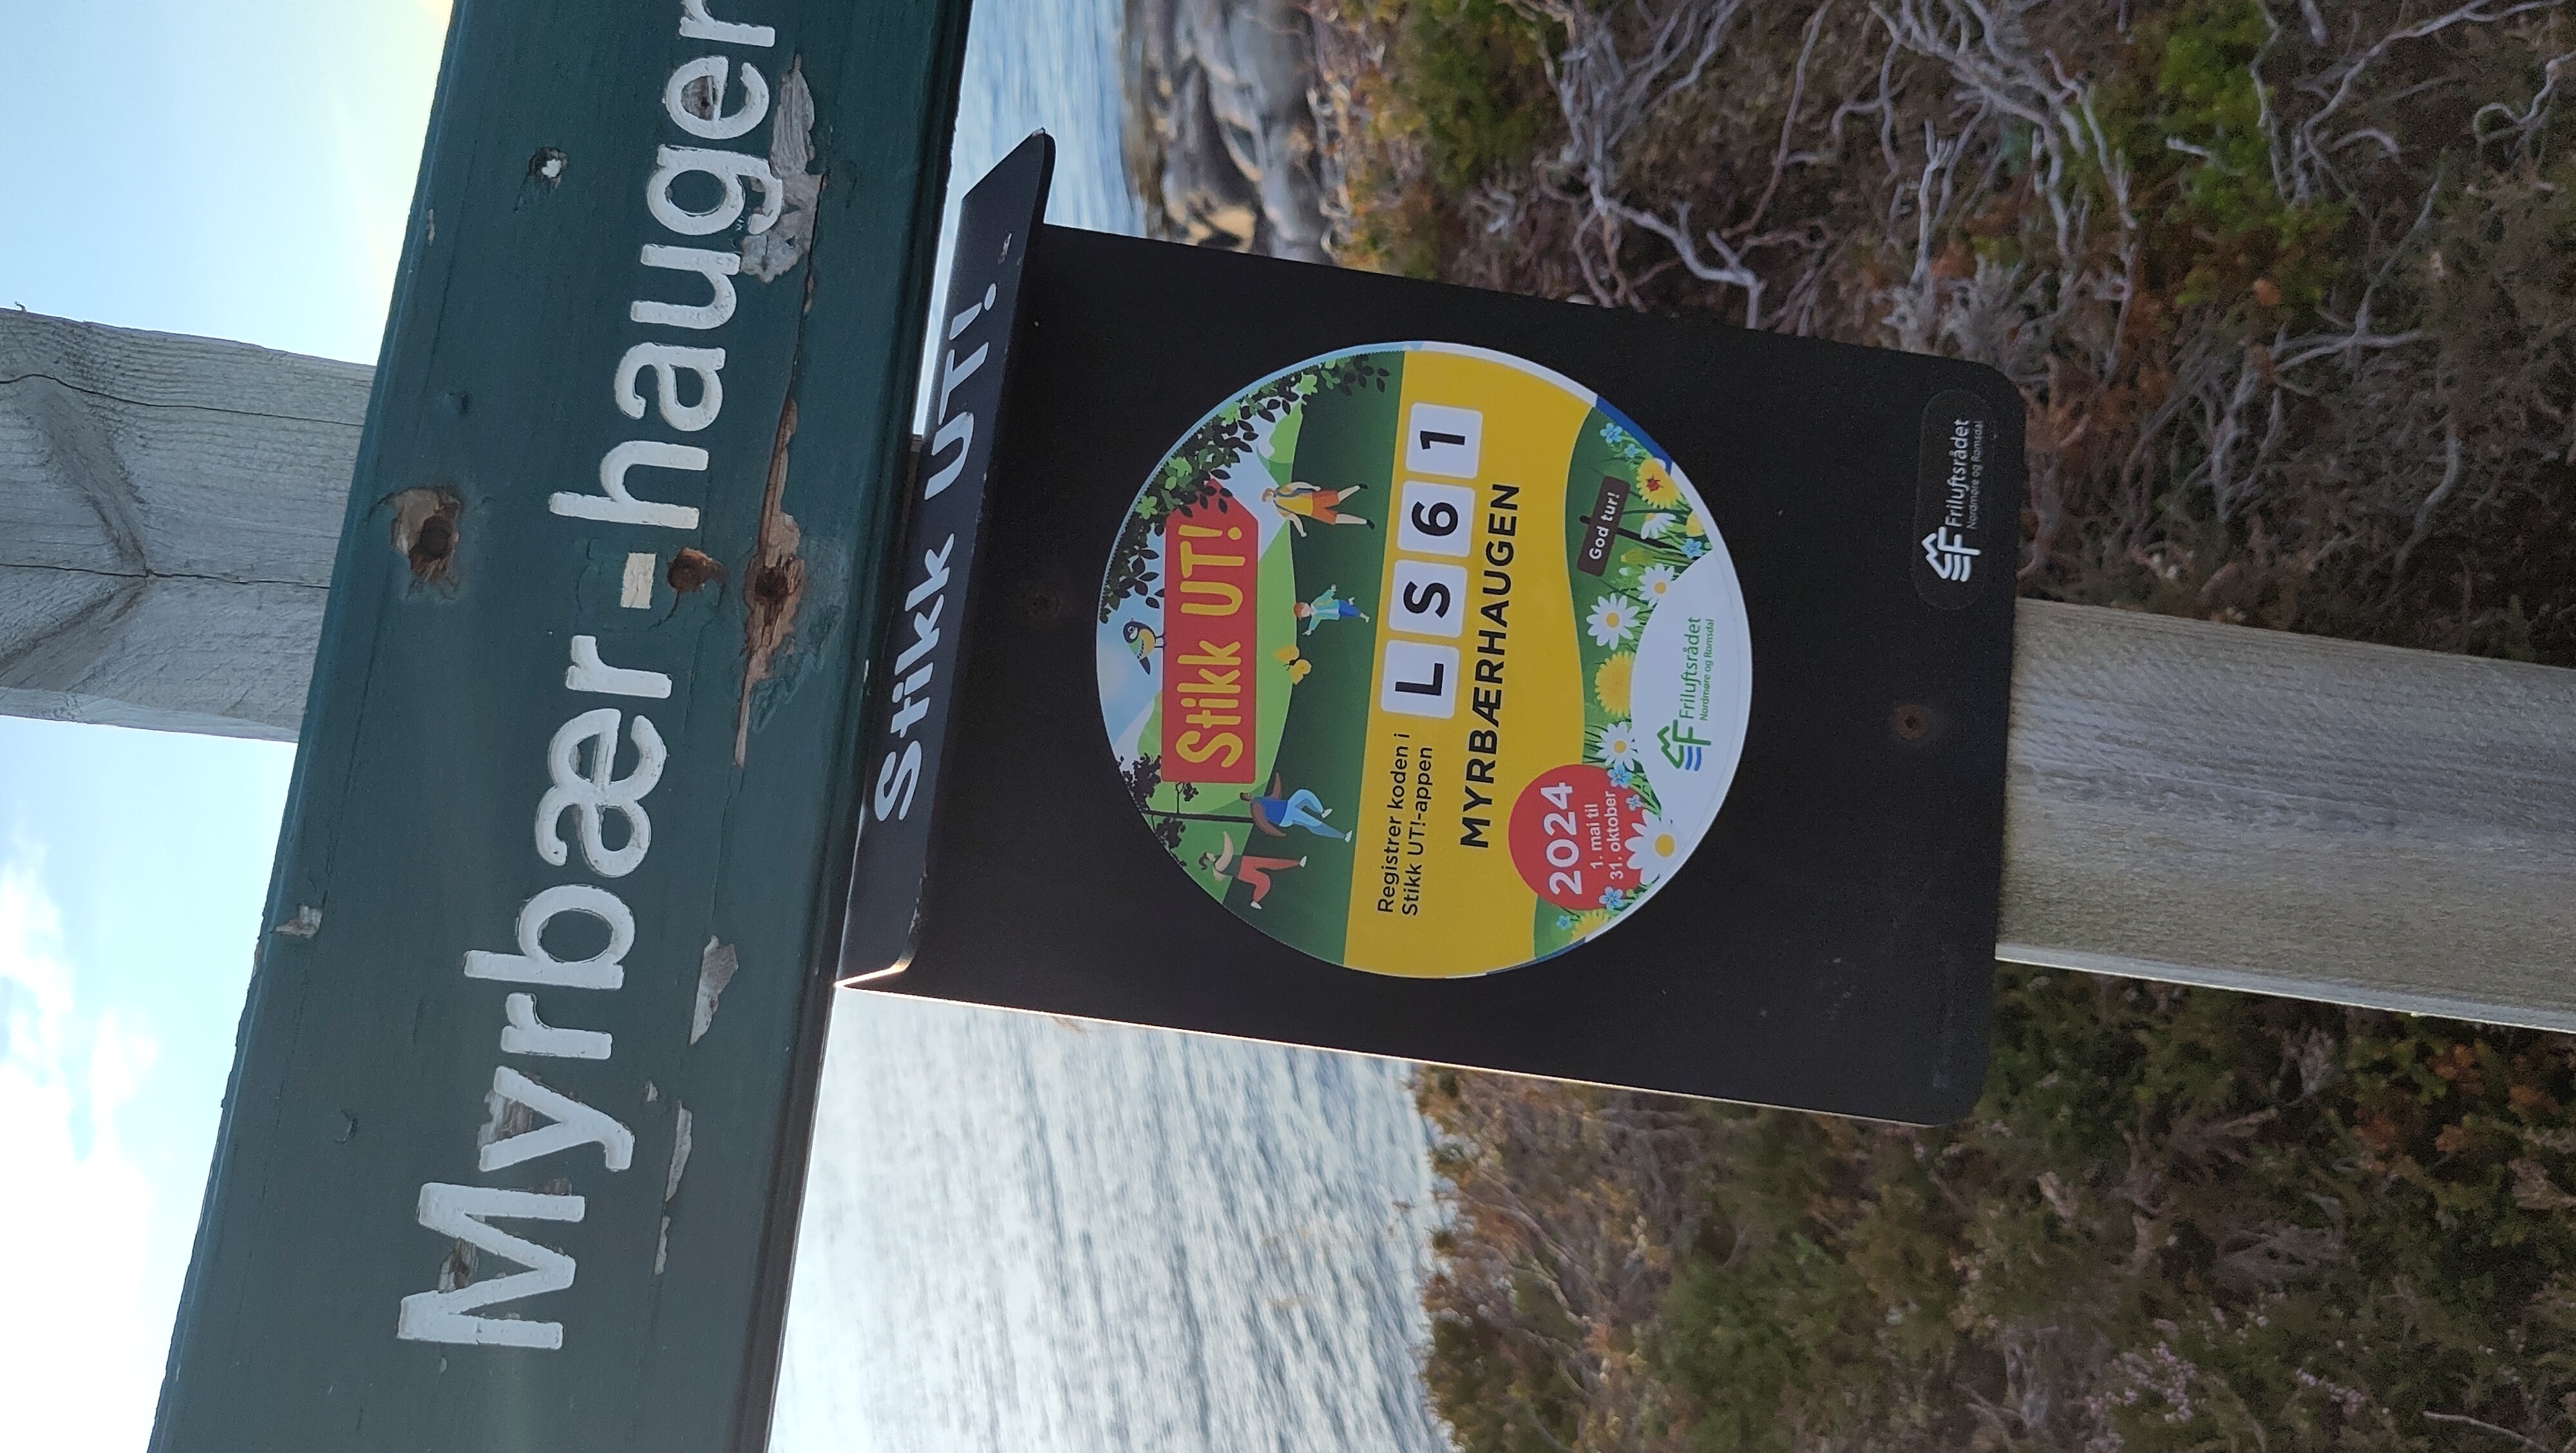 Myrbær-haugen
Stikk UT!
Stikk UT!
Registrer koden i
Stikk UT!-appen
LS61
MYRBÆRHAUGEN
2024
1. mai til
31. oktober
God tur!
Friluftsrådet
Nordmøre og Romsdal
Friluftsrådet
Nordmøre og Romsdal